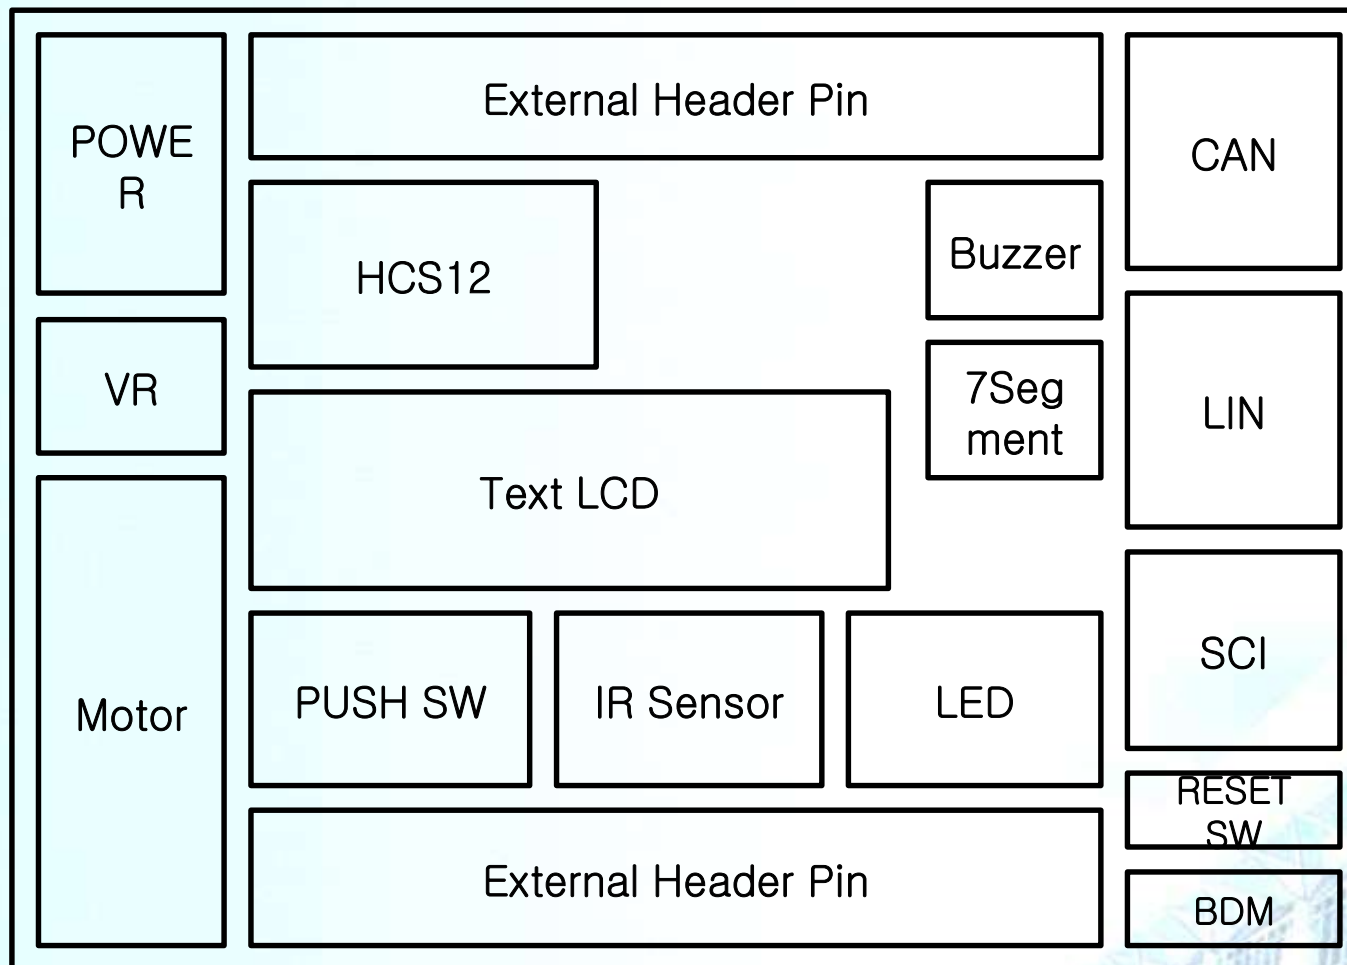 External Header Pin
POWE
R
CAN
HCS12
Buzzer
VR
7Seg
ment
LIN
Text LCD
Motor
PUSH SW
IR Sensor
LED
SCI
RESET
SW
External Header Pin
BDM